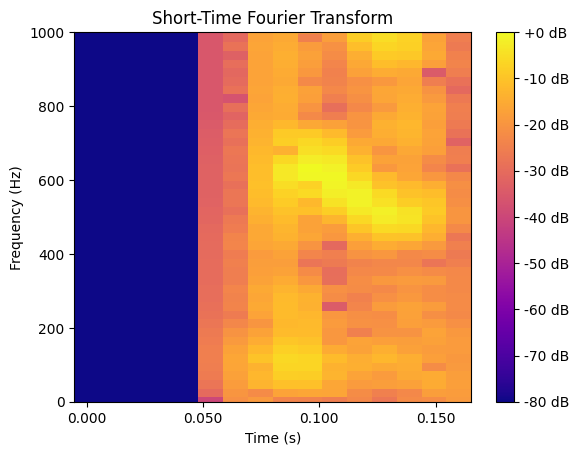 Short-Time Fourier Transform
1000
800
600
400
200
0
Frequency (Hz)
0.000
0.050
0.100
0.150
Time (s)
+0 dB
-10 dB
-20 dB
-30 dB
-40 dB
-50 dB
-60 dB
-70 dB
-80 dB